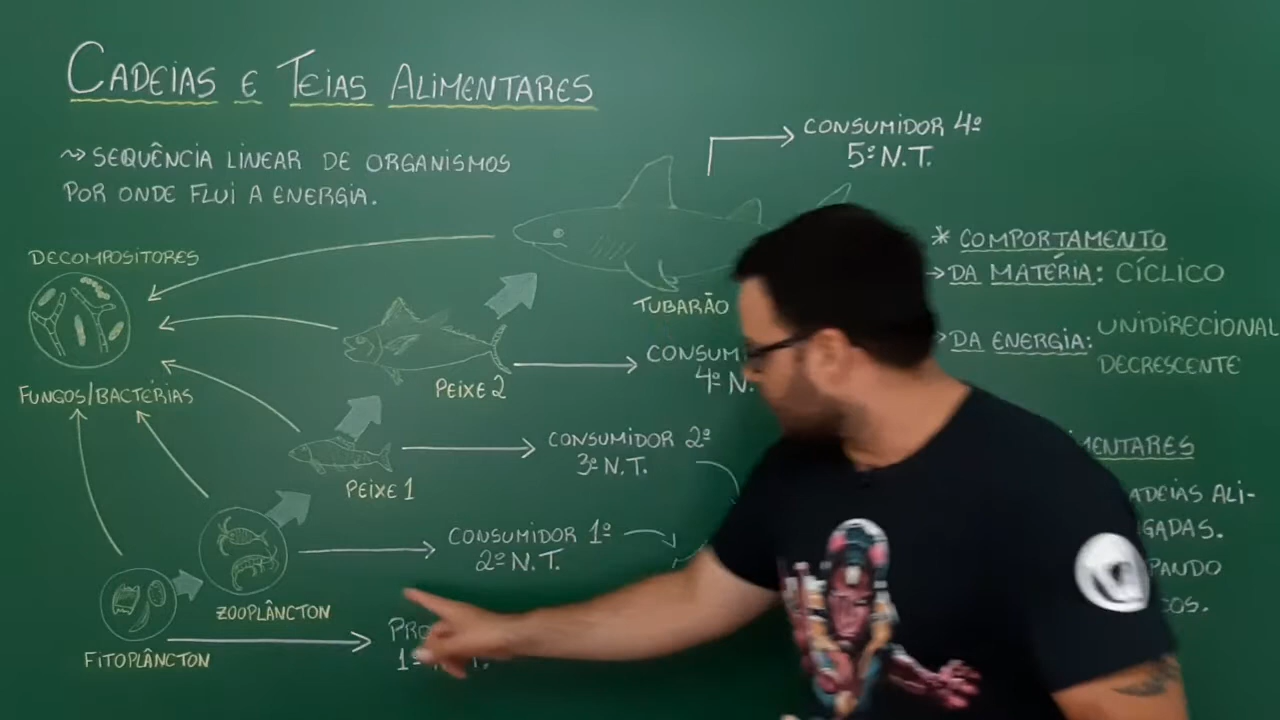 CADEIAS E TEIAS ALIMENTARES
~> SEQUÊNCIA LINEAR DE ORGANISMOS
POR ONDE FLUI A ENERGIA.
DECOMPOSITORES
FUNGOS/BACTÉRIAS
CONSUMIDOR 4º
5º N.T.
TUBARÃO
PEIXE 2
4º
CONSUMIDOR 2º
3º N.T.
PEIXE 1
CONSUMIDOR 1º
2º N.T.
ZOOPLÂNCTON
1º
FITOPLÂNCTON
* COMPORTAMENTO
→ DA MATÉRIA: CÍCLICO
DA ENERGIA: UNIDIRECIONAL
DECRESCENTE